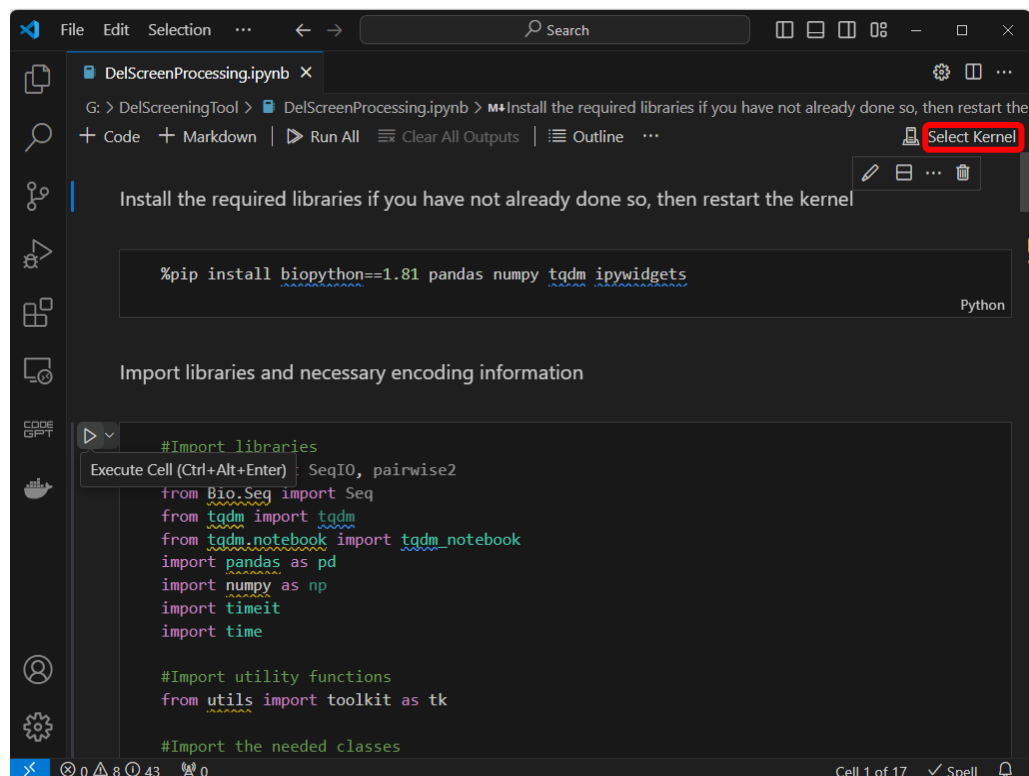 File Edit Selection ··· Search
DelScreenProcessing.ipynb
G: > DelScreeningTool > DelScreenProcessing.ipynb > M↓Install the required libraries if you have not already done so, then restart the
+ Code + Markdown | Run All Clear All Outputs | Outline ··· Select Kernel
Install the required libraries if you have not already done so, then restart the kernel
%pip install biopython==1.81 pandas numpy tqdm ipywidgets
Python
Import libraries and necessary encoding information
CODE
GPT
#Import libraries
Execute Cell (Ctrl+Alt+Enter) SeqIO, pairwise2
from Bio.Seq import Seq
from tqdm import tqdm
from tqdm.notebook import tqdm_notebook
import pandas as pd
import numpy as np
import timeit
import time
#Import utility functions
from utils import toolkit as tk
#Import the needed classes
0 8 43 0 Cell 1 of 17 Spell